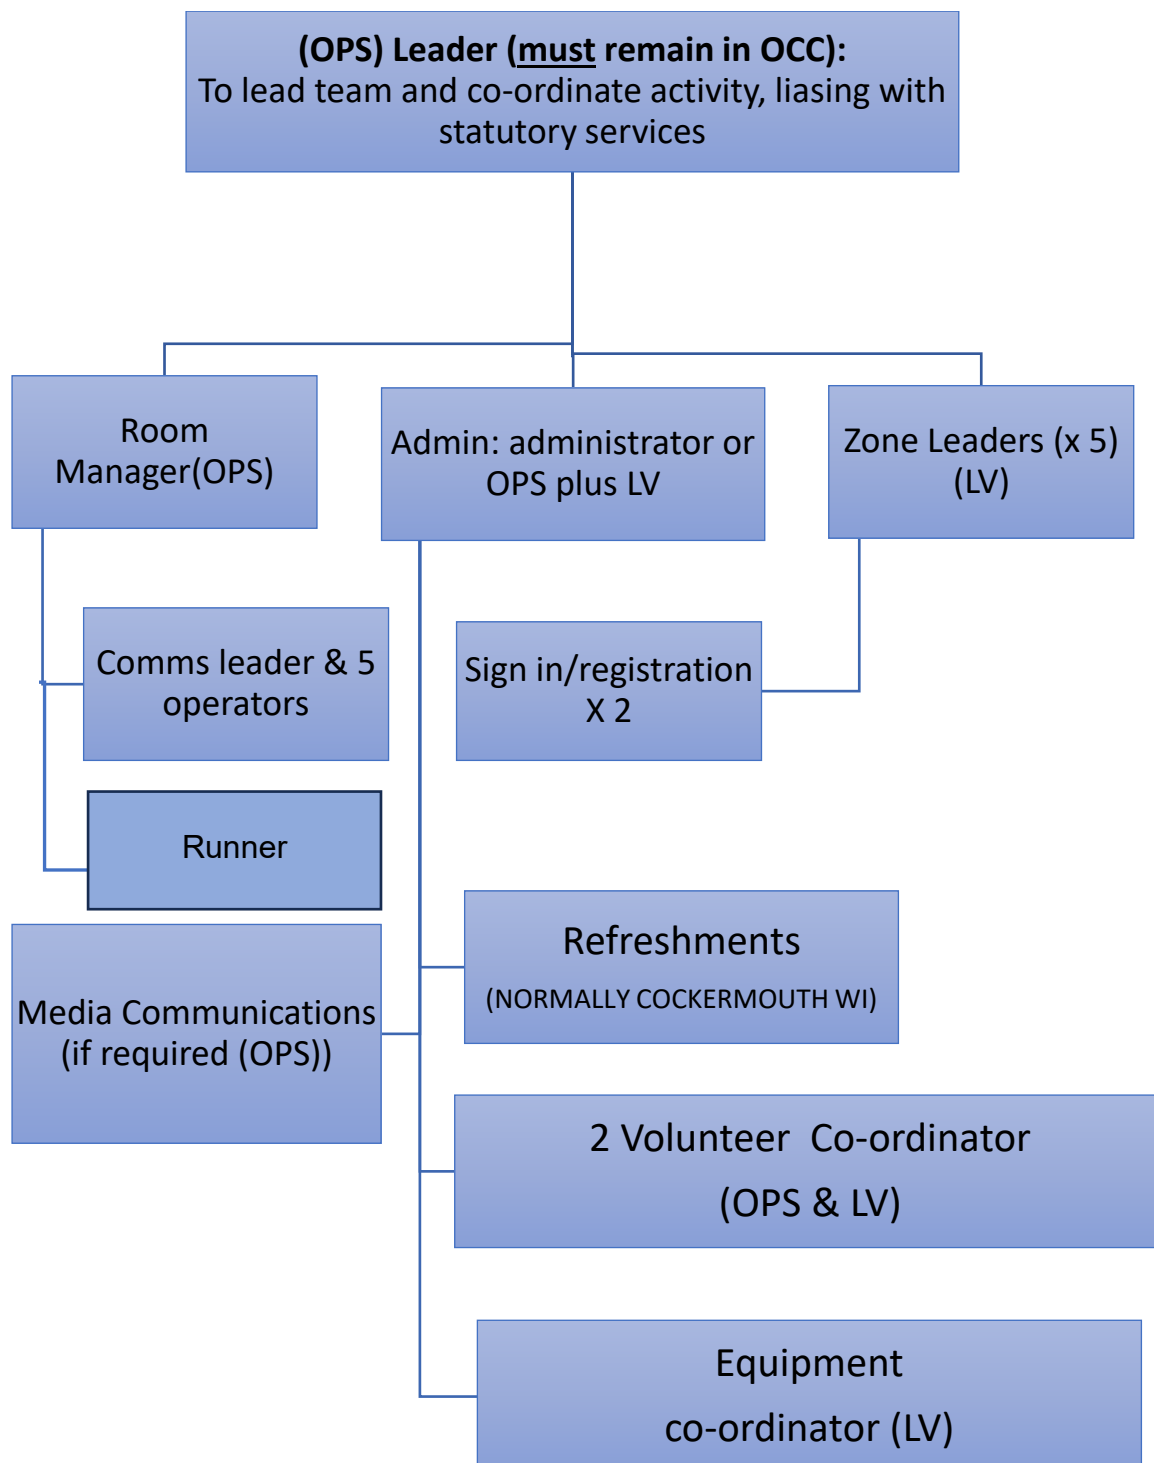 (OPS) Leader (must remain in OCC):
To lead team and co-ordinate activity, liasing with
statutory services
Room
Manager(OPS)
Admin: administrator or
OPS plus LV
Zone Leaders (x 5)
(LV)
Comms leader & 5
operators
Sign in/registration
X 2
Runner
Refreshments
(NORMALLY COCKERMOUTH WI)
Media Communications
(if required (OPS))
2 Volunteer  Co-ordinator
(OPS & LV)
Equipment
co-ordinator (LV)